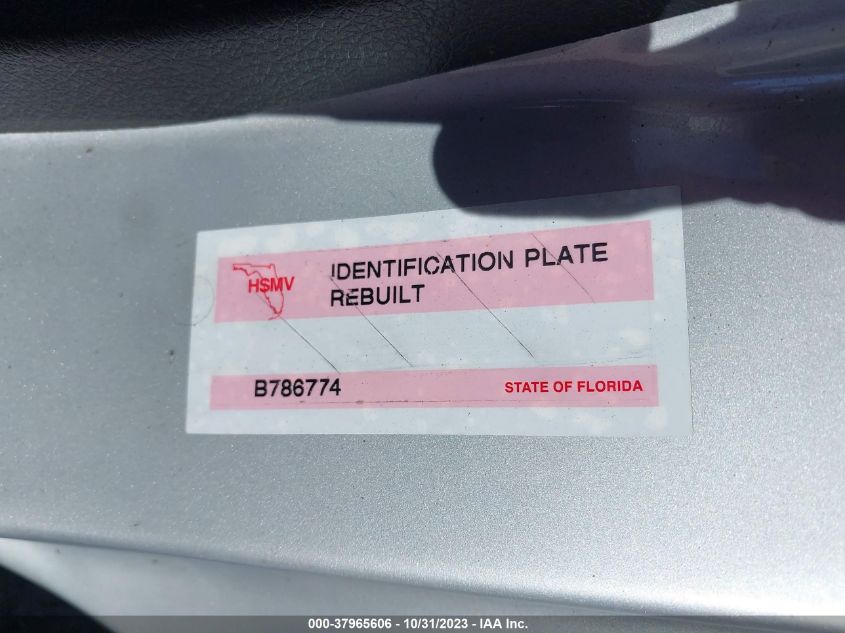 HSMV
IDENTIFICATION PLATE
REBUILT
B786774
STATE OF FLORIDA
000-37965606 - 10/31/2023 - IAA Inc.